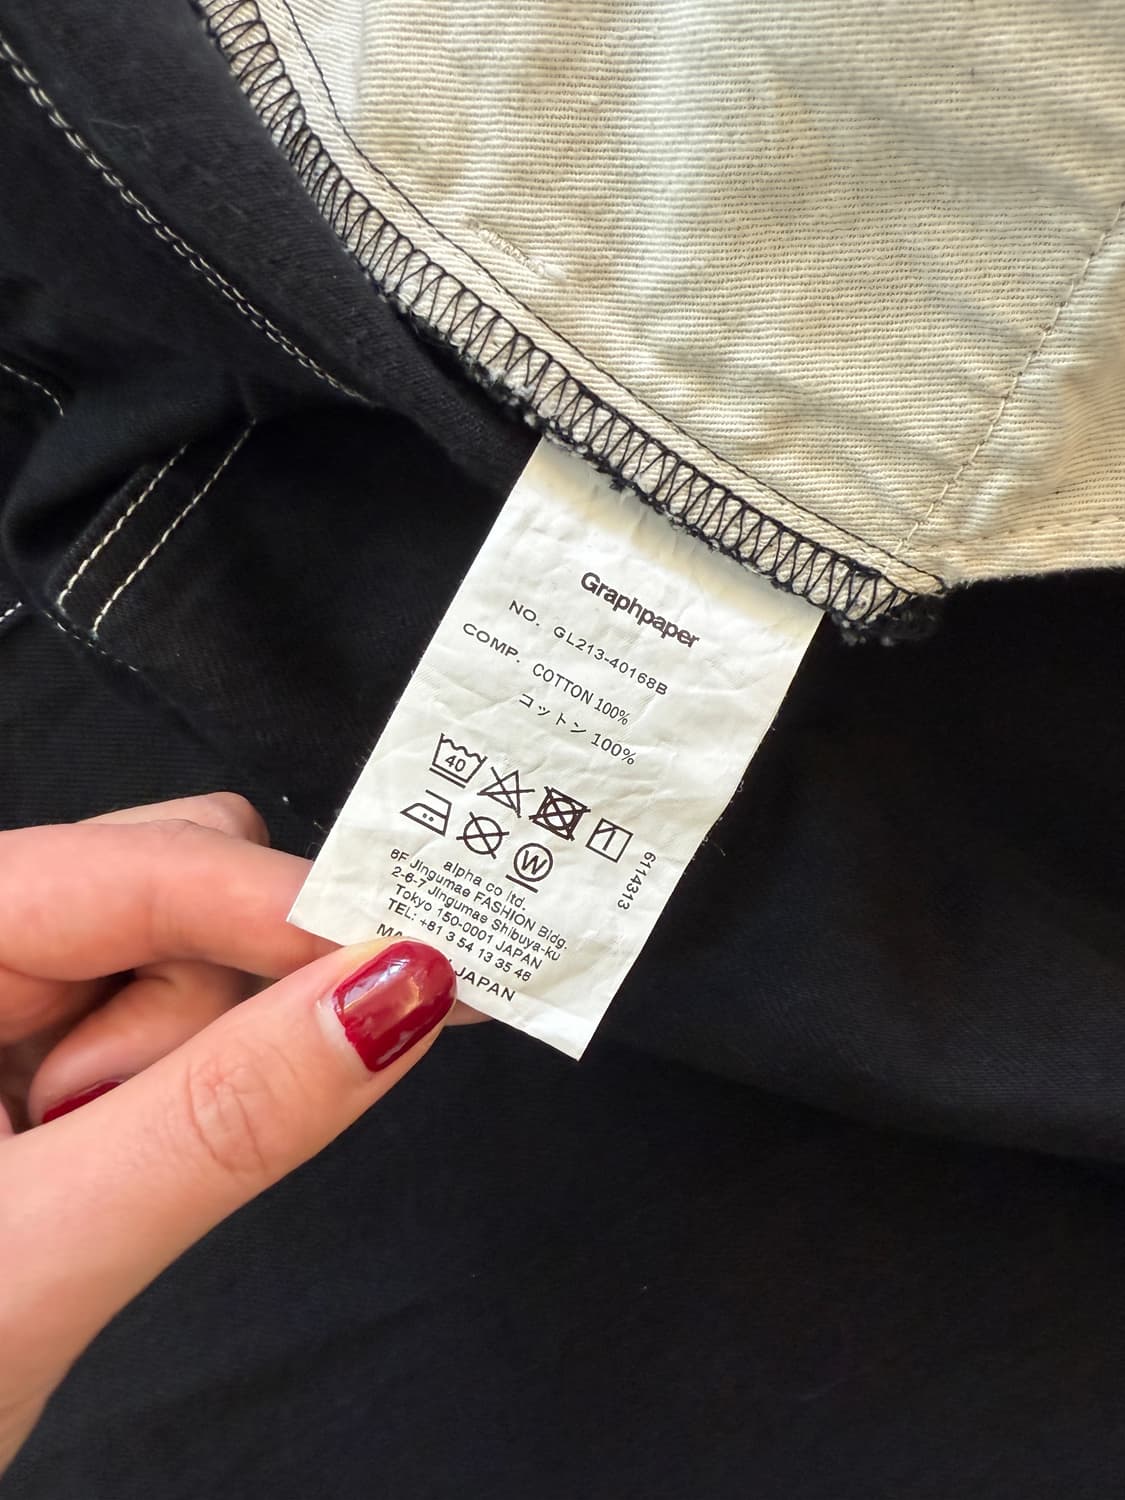 Graphpaper
NO. GL213-40168B
COMP. COTTON 100%
コットン 100%
40
W
6114313
alpha co ltd.
6F Jingumae FASHION Bldg.
2-6-7 Jingumae Shibuya-ku
Tokyo 150-0001 JAPAN
TEL: +81 3 54 13 35 46
JAPAN